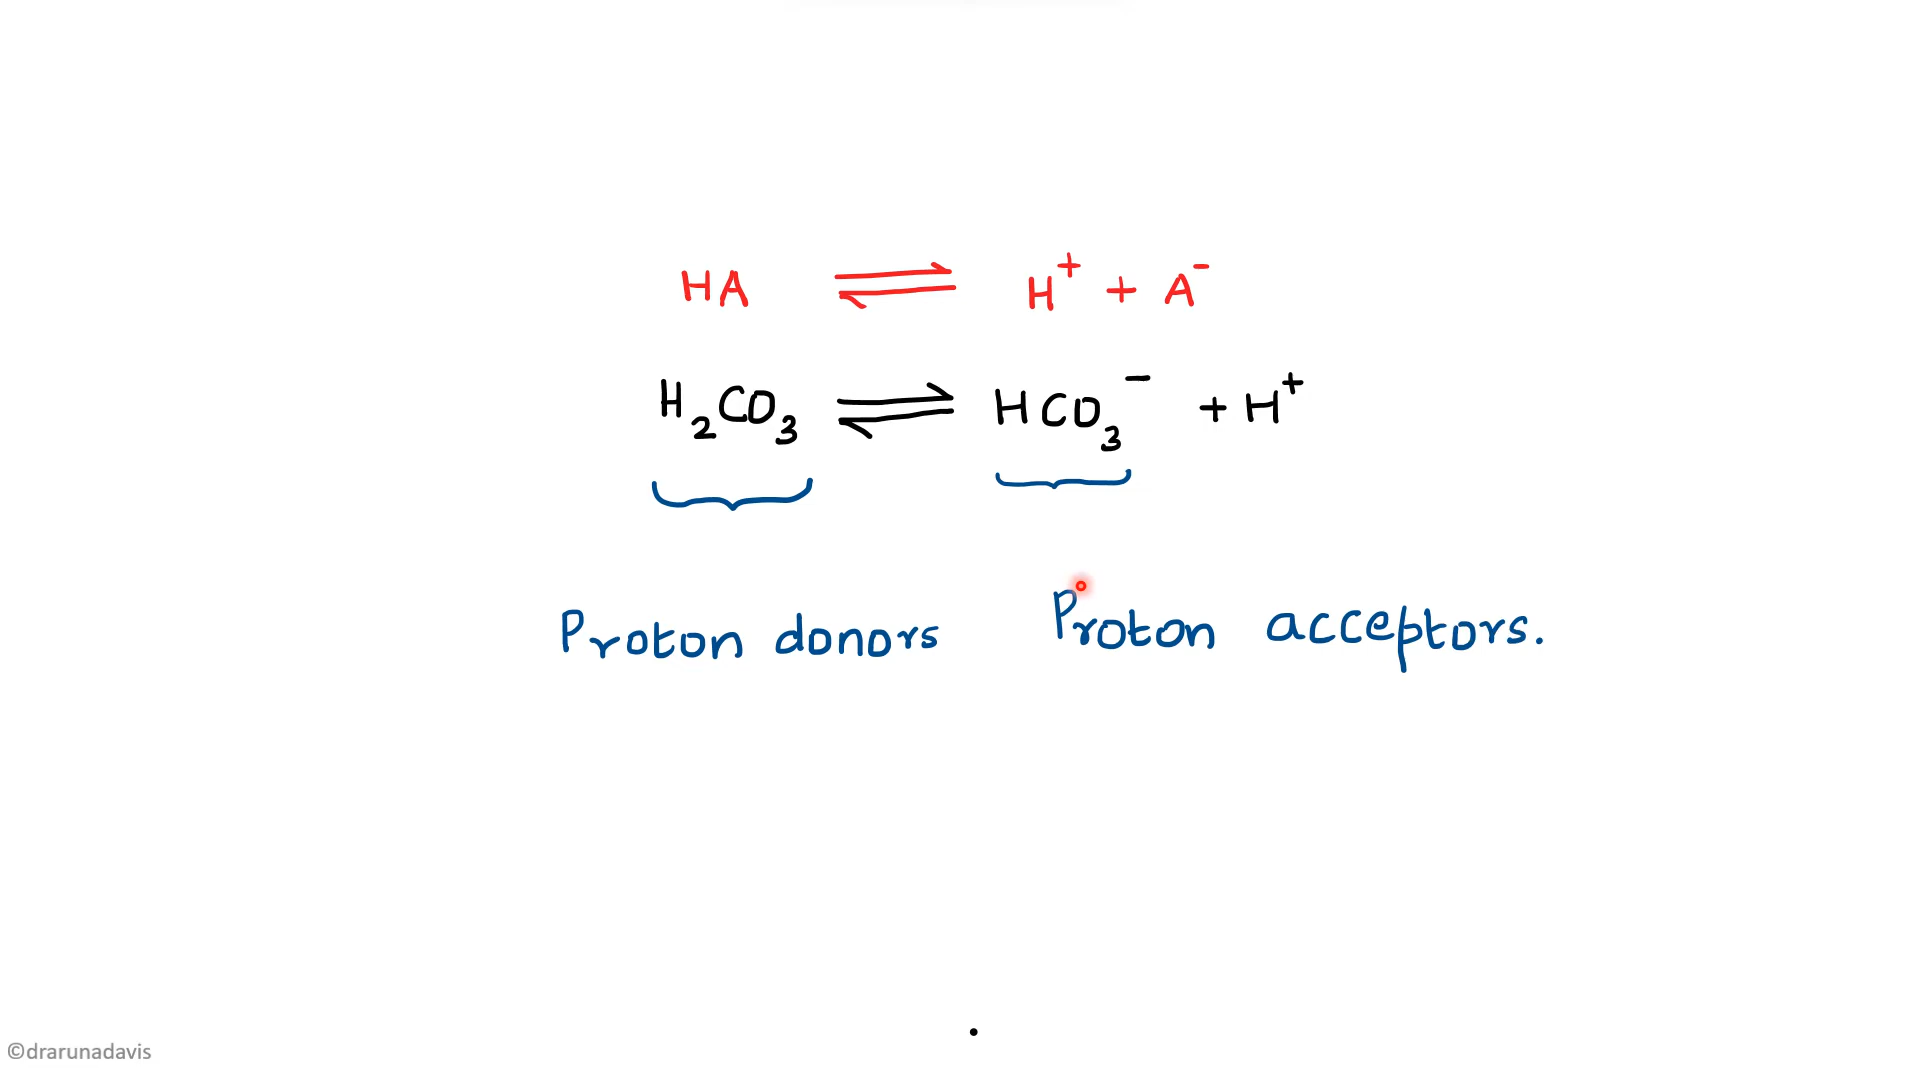 HA ⇌ H⁺ + A⁻
H₂CO₃ ⇌ HCO₃⁻ + H⁺
Proton donors Proton acceptors.
©drarunadavis